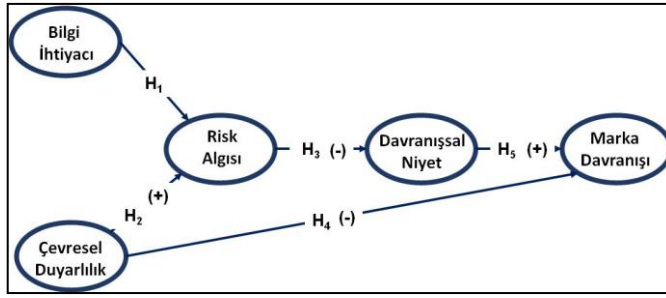 Bilgi
İhtiyacı
H1
Risk
Algısı
H3 (-)
Davranışsal
Niyet
H5 (+)
Marka
Davranışı
(+)
H2
H4 (-)
Çevresel
Duyarlılık